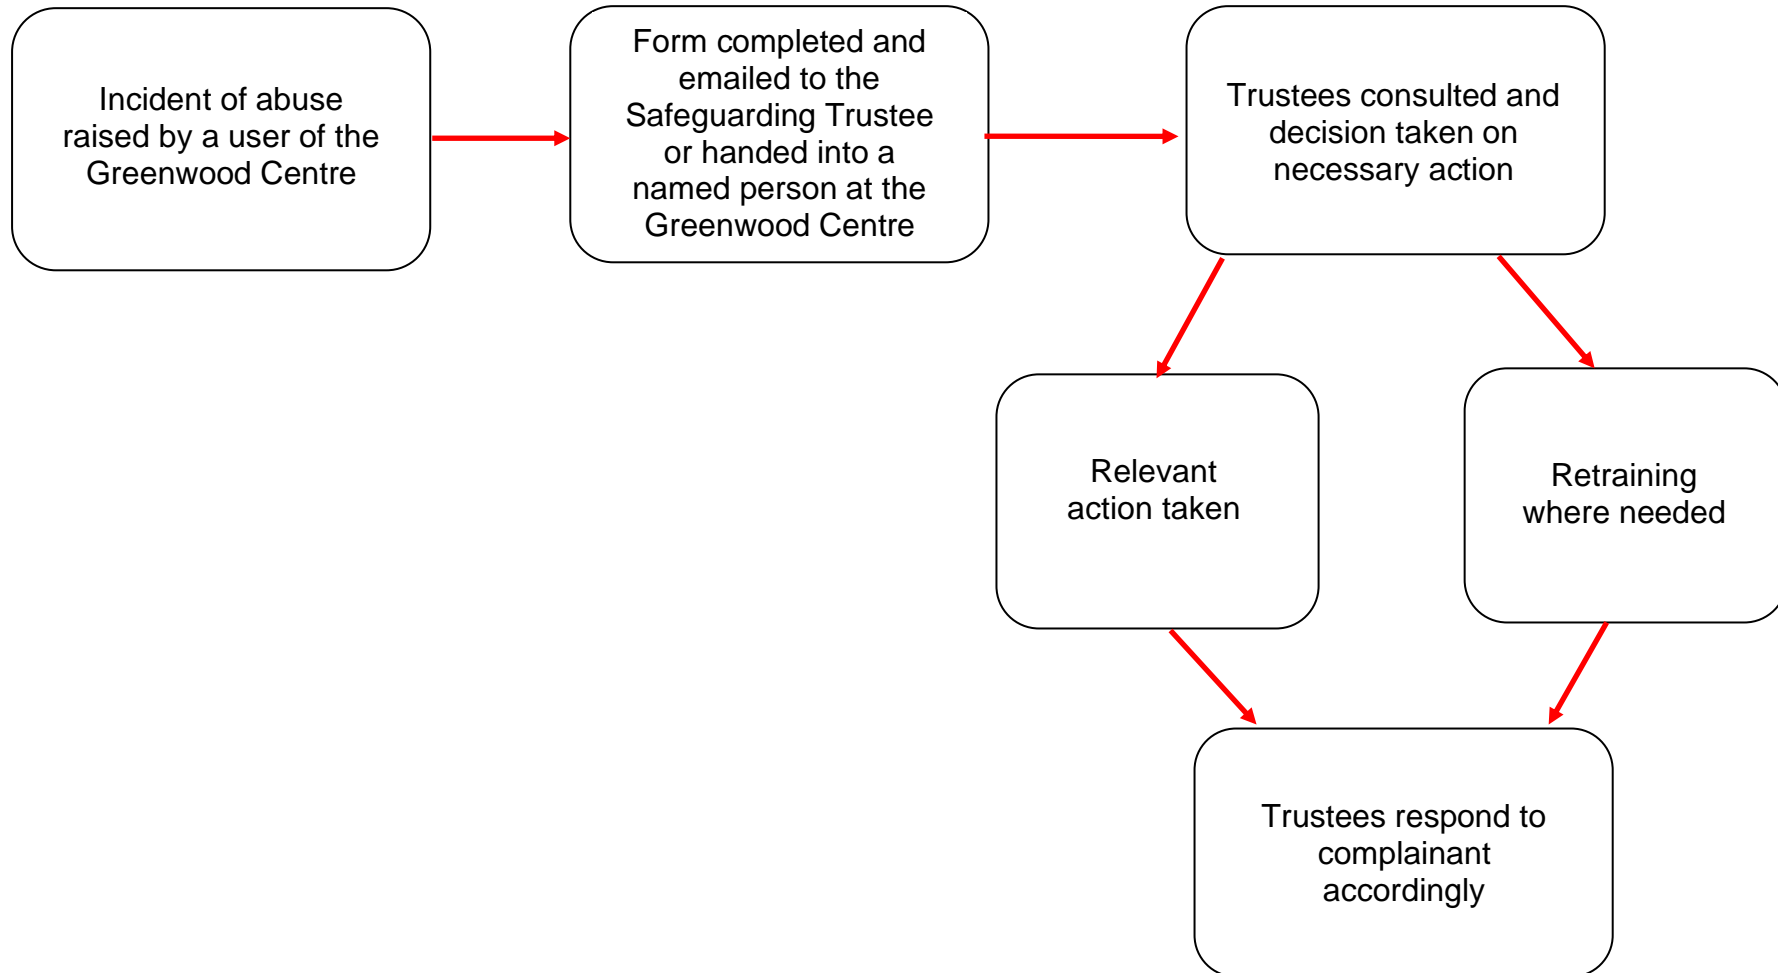 Incident of abuse
raised by a user of the
Greenwood Centre
Form completed and
emailed to the
Safeguarding Trustee
or handed into a
named person at the
Greenwood Centre
Trustees consulted and
decision taken on
necessary action
Relevant
action taken
Retraining
where needed
Trustees respond to
complainant
accordingly